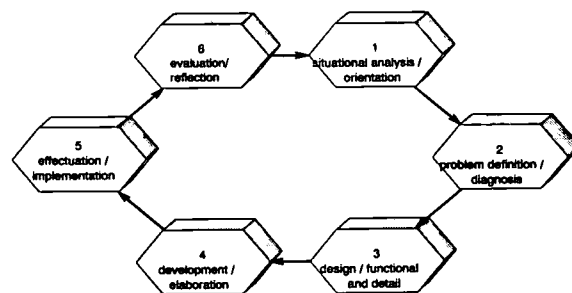 1
situational analysis /
orientation
2
problem definition /
diagnosis
3
design / functional
and detail
4
development /
elaboration
5
effectuation /
implementation
6
evaluation/
reflection